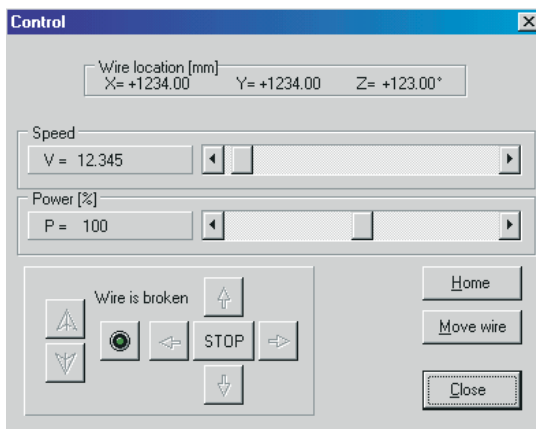 Control
Wire location [mm]
X= +1234.00 Y= +1234.00 Z= +123.00°
Speed
V = 12.345
Power [%]
P = 100
Wire is broken
STOP
Home
Move wire
Close